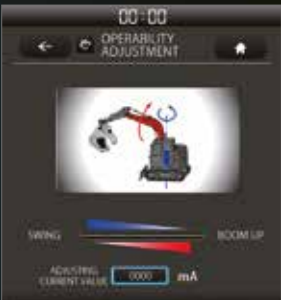 00:00
OPERABILITY
ADJUSTMENT
SWING
BOOM UP
ADJUSTING
CURRENT VALUE
0000
mA